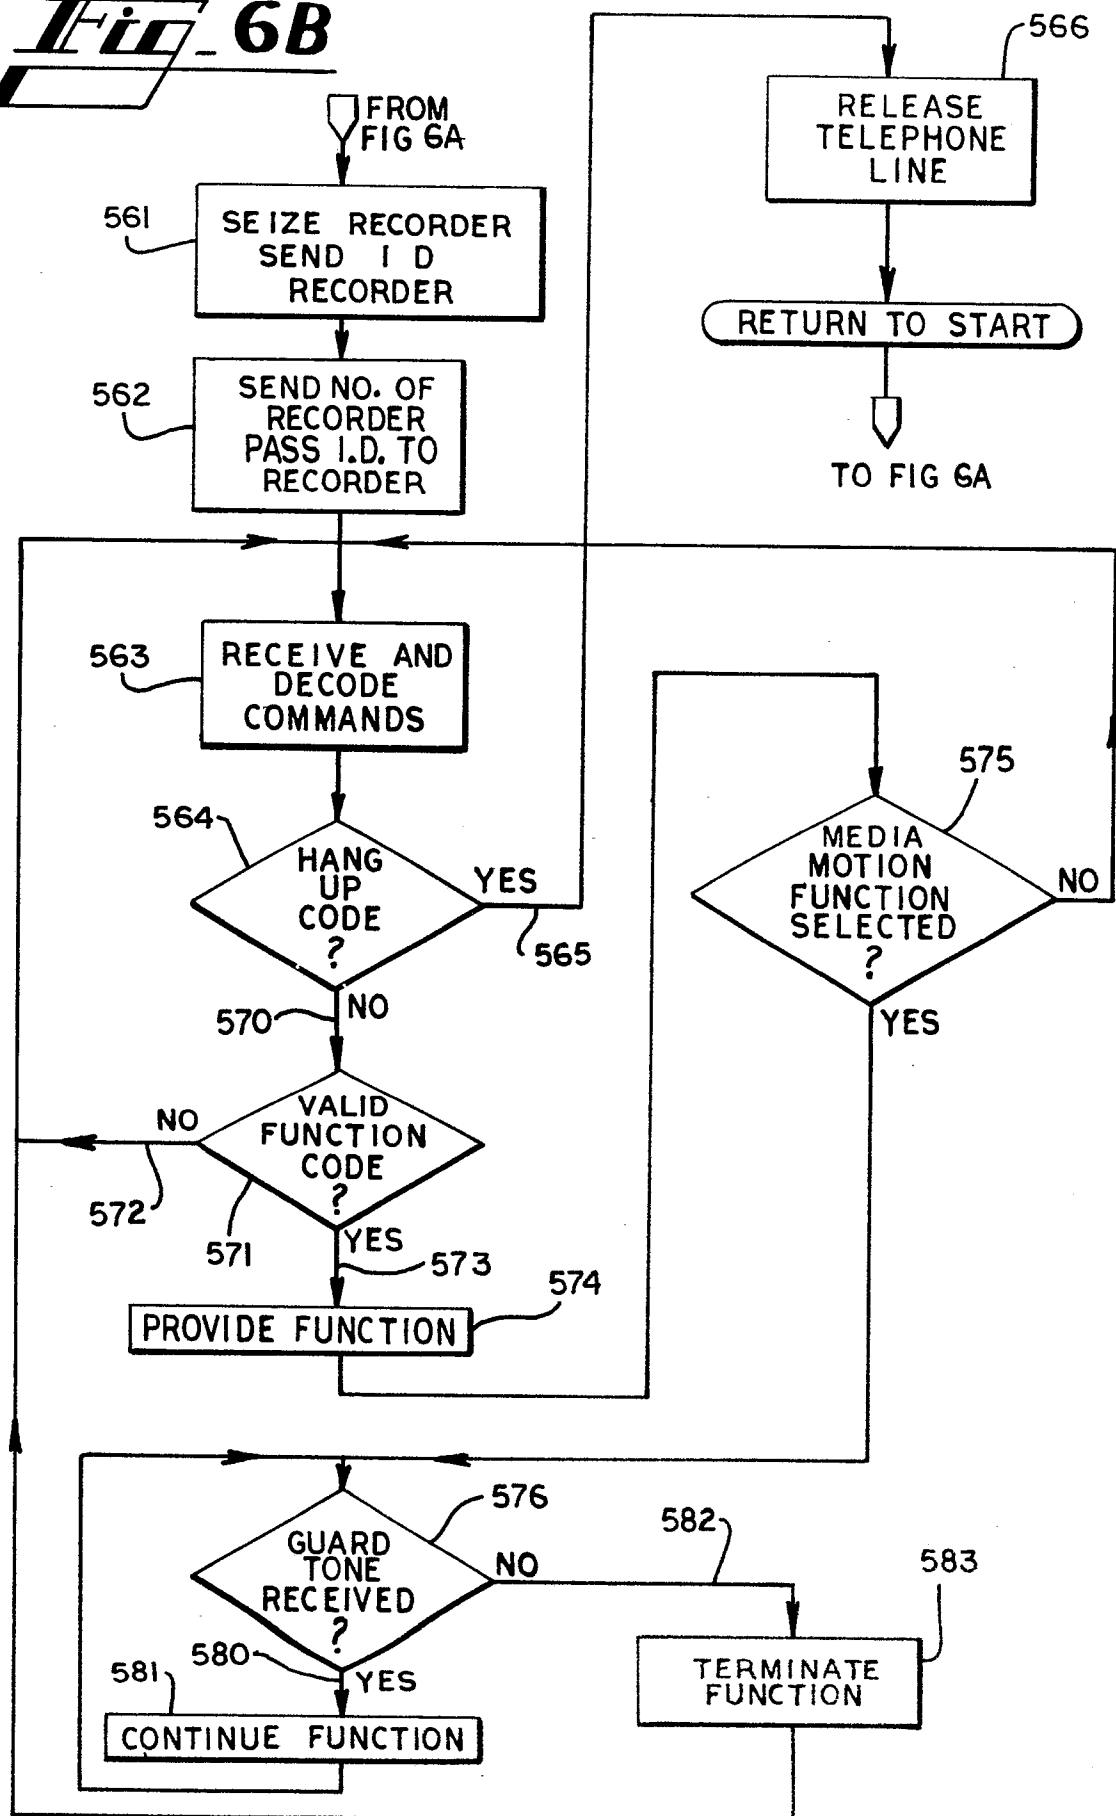 Fig_ 6B
FROM
FIG 6A
561
SEIZE RECORDER
SEND I D
RECORDER
562
SEND NO. OF
RECORDER
PASS I.D. TO
RECORDER
563
RECEIVE AND
DECODE
COMMANDS
564
HANG
UP
CODE
?
YES
565
NO
570
VALID
FUNCTION
CODE
?
NO
572
571
YES
573
574
PROVIDE FUNCTION
566
RELEASE
TELEPHONE
LINE
RETURN TO START
TO FIG 6A
575
MEDIA
MOTION
FUNCTION
SELECTED
?
NO
YES
576
GUARD
TONE
RECEIVED
?
NO
582
583
580
YES
581
CONTINUE FUNCTION
TERMINATE
FUNCTION